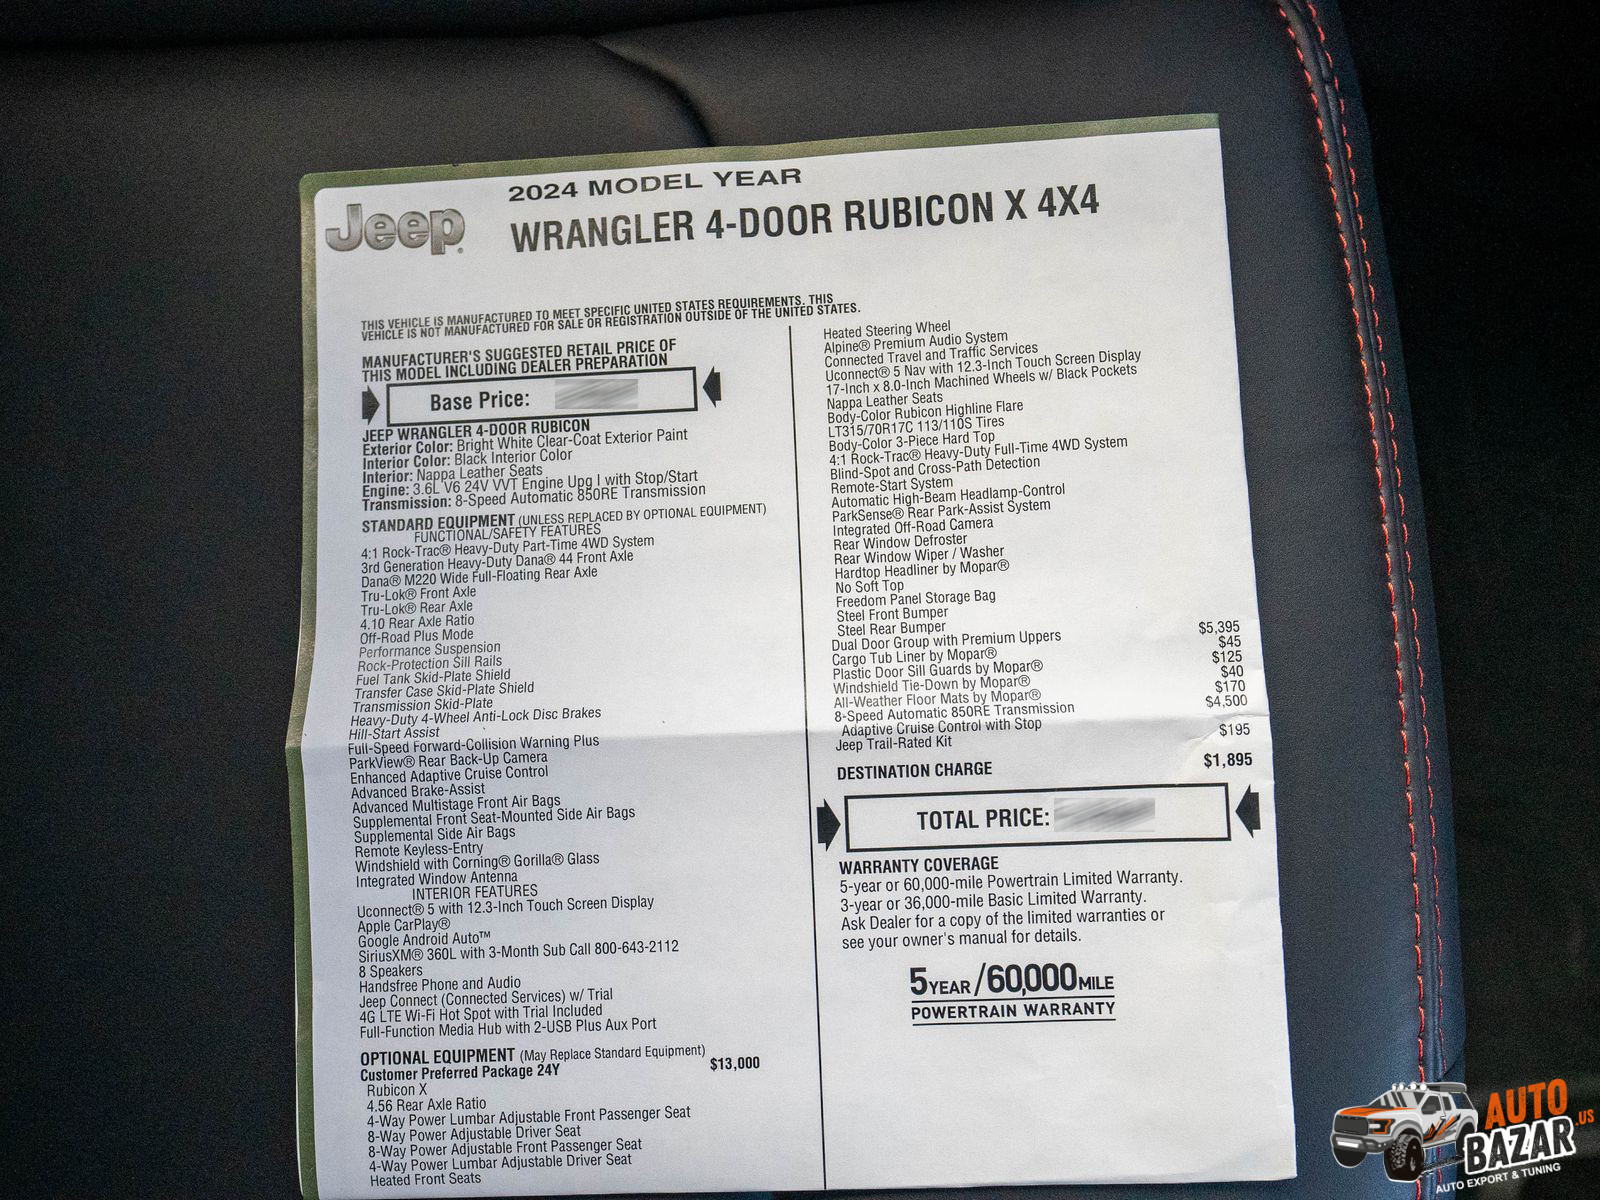 2024 MODEL YEAR
Jeep®
WRANGLER 4-DOOR RUBICON X 4X4
THIS VEHICLE IS MANUFACTURED TO MEET SPECIFIC UNITED STATES REQUIREMENTS. THIS
VEHICLE IS NOT MANUFACTURED FOR SALE OR REGISTRATION OUTSIDE OF THE UNITED STATES.
MANUFACTURER'S SUGGESTED RETAIL PRICE OF
THIS MODEL INCLUDING DEALER PREPARATION
Base Price:
JEEP WRANGLER 4-DOOR RUBICON
Exterior Color: Bright White Clear-Coat Exterior Paint
Interior Color: Black Interior Color
Interior: Nappa Leather Seats
Engine: 3.6L V6 24V VVT Engine Upg I with Stop/Start
Transmission: 8-Speed Automatic 850RE Transmission
STANDARD EQUIPMENT (UNLESS REPLACED BY OPTIONAL EQUIPMENT)
FUNCTIONAL/SAFETY FEATURES
4:1 Rock-Trac® Heavy-Duty Part-Time 4WD System
3rd Generation Heavy-Duty Dana® 44 Front Axle
Dana® M220 Wide Full-Floating Rear Axle
Tru-Lok® Front Axle
Tru-Lok® Rear Axle
4.10 Rear Axle Ratio
Off-Road Plus Mode
Performance Suspension
Rock-Protection Sill Rails
Fuel Tank Skid-Plate Shield
Transfer Case Skid-Plate Shield
Transmission Skid-Plate
Heavy-Duty 4-Wheel Anti-Lock Disc Brakes
Hill-Start Assist
Full-Speed Forward-Collision Warning Plus
ParkView® Rear Back-Up Camera
Enhanced Adaptive Cruise Control
Advanced Brake-Assist
Advanced Multistage Front Air Bags
Supplemental Front Seat-Mounted Side Air Bags
Supplemental Side Air Bags
Remote Keyless-Entry
Windshield with Corning® Gorilla® Glass
Integrated Window Antenna
INTERIOR FEATURES
Uconnect® 5 with 12.3-Inch Touch Screen Display
Apple CarPlay®
Google Android Auto™
SiriusXM® 360L with 3-Month Sub Call 800-643-2112
8 Speakers
Handsfree Phone and Audio
Jeep Connect (Connected Services) w/ Trial
4G LTE Wi-Fi Hot Spot with Trial Included
Full-Function Media Hub with 2-USB Plus Aux Port
OPTIONAL EQUIPMENT (May Replace Standard Equipment)
Customer Preferred Package 24Y $13,000
Rubicon X
4.56 Rear Axle Ratio
4-Way Power Lumbar Adjustable Front Passenger Seat
8-Way Power Adjustable Driver Seat
8-Way Power Adjustable Front Passenger Seat
4-Way Power Lumbar Adjustable Driver Seat
Heated Front Seats
Heated Steering Wheel
Alpine® Premium Audio System
Connected Travel and Traffic Services
Uconnect® 5 Nav with 12.3-Inch Touch Screen Display
17-Inch x 8.0-Inch Machined Wheels w/ Black Pockets
Nappa Leather Seats
Body-Color Rubicon Highline Flare
LT315/70R17C 113/110S Tires
Body-Color 3-Piece Hard Top
4:1 Rock-Trac® Heavy-Duty Full-Time 4WD System
Blind-Spot and Cross-Path Detection
Remote-Start System
Automatic High-Beam Headlamp-Control
ParkSense® Rear Park-Assist System
Integrated Off-Road Camera
Rear Window Defroster
Rear Window Wiper / Washer
Hardtop Headliner by Mopar®
No Soft Top
Freedom Panel Storage Bag
Steel Front Bumper
Steel Rear Bumper
Dual Door Group with Premium Uppers $5,395
Cargo Tub Liner by Mopar® $45
Plastic Door Sill Guards by Mopar® $125
Windshield Tie-Down by Mopar® $40
All-Weather Floor Mats by Mopar® $170
8-Speed Automatic 850RE Transmission $4,500
Adaptive Cruise Control with Stop
Jeep Trail-Rated Kit $195
DESTINATION CHARGE $1,895
TOTAL PRICE:
WARRANTY COVERAGE
5-year or 60,000-mile Powertrain Limited Warranty.
3-year or 36,000-mile Basic Limited Warranty.
Ask Dealer for a copy of the limited warranties or
see your owner's manual for details.
5 YEAR/60,000 MILE
POWERTRAIN WARRANTY
AUTO
BAZAR.US
AUTO EXPORT & TUNING